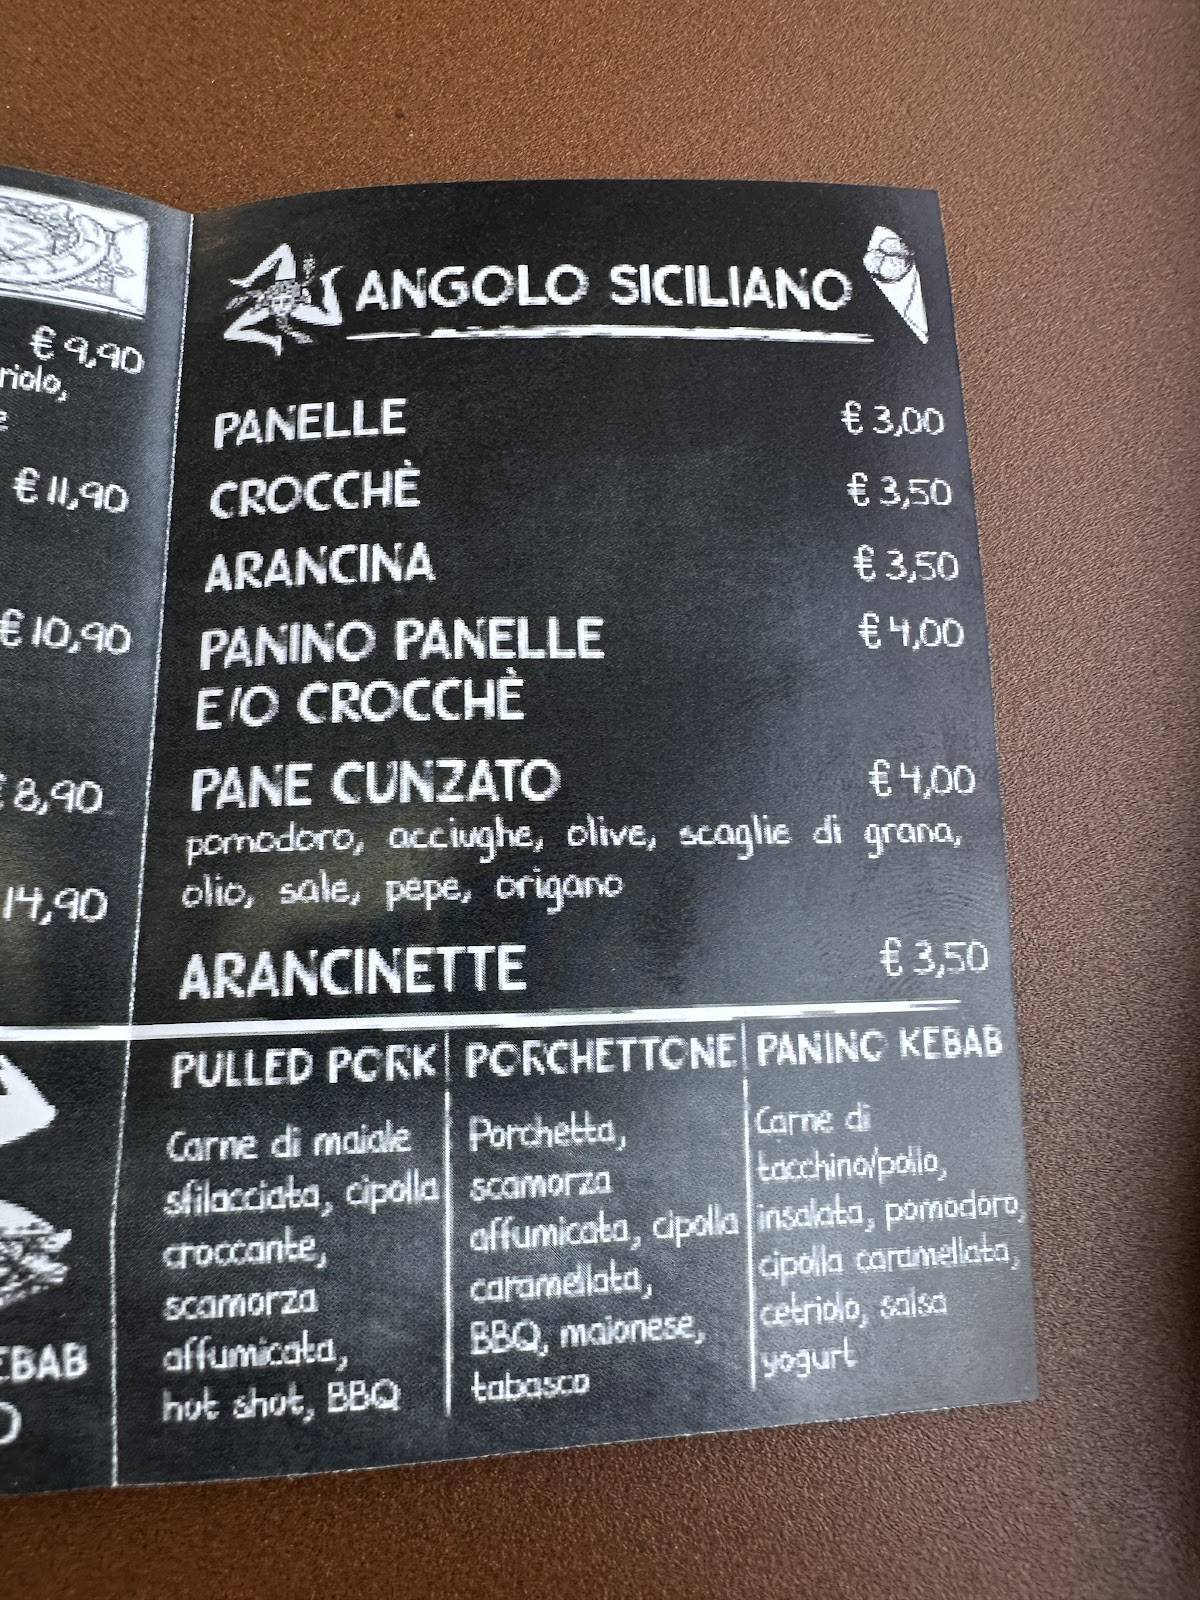 € 9,90
riolo,
€ 11,90
€ 10,90
8,90
14,90
EBAB
ANGOLO SICILIANO
PANELLE € 3,00
CROCCHÈ € 3,50
ARANCINA € 3,50
PANINO PANELLE € 4,00
E/O CROCCHÈ
PANE CUNZATO € 4,00
pomodoro, acciughe, olive, scaglie di grana,
olio, sale, pepe, origano
ARANCINETTE € 3,50
PULLED PORK
Carne di maiale
sfilacciata, cipolla
croccante,
scamorza
affumicata,
hot shot, BBQ
PORCHETTONE
Porchetta,
scamorza
affumicata, cipolla
caramellata,
BBQ, maionese,
tabasco
PANINO KEBAB
Carne di
tacchino/pollo,
insalata, pomodoro,
cipolla caramellata,
cetriolo, salsa
yogurt